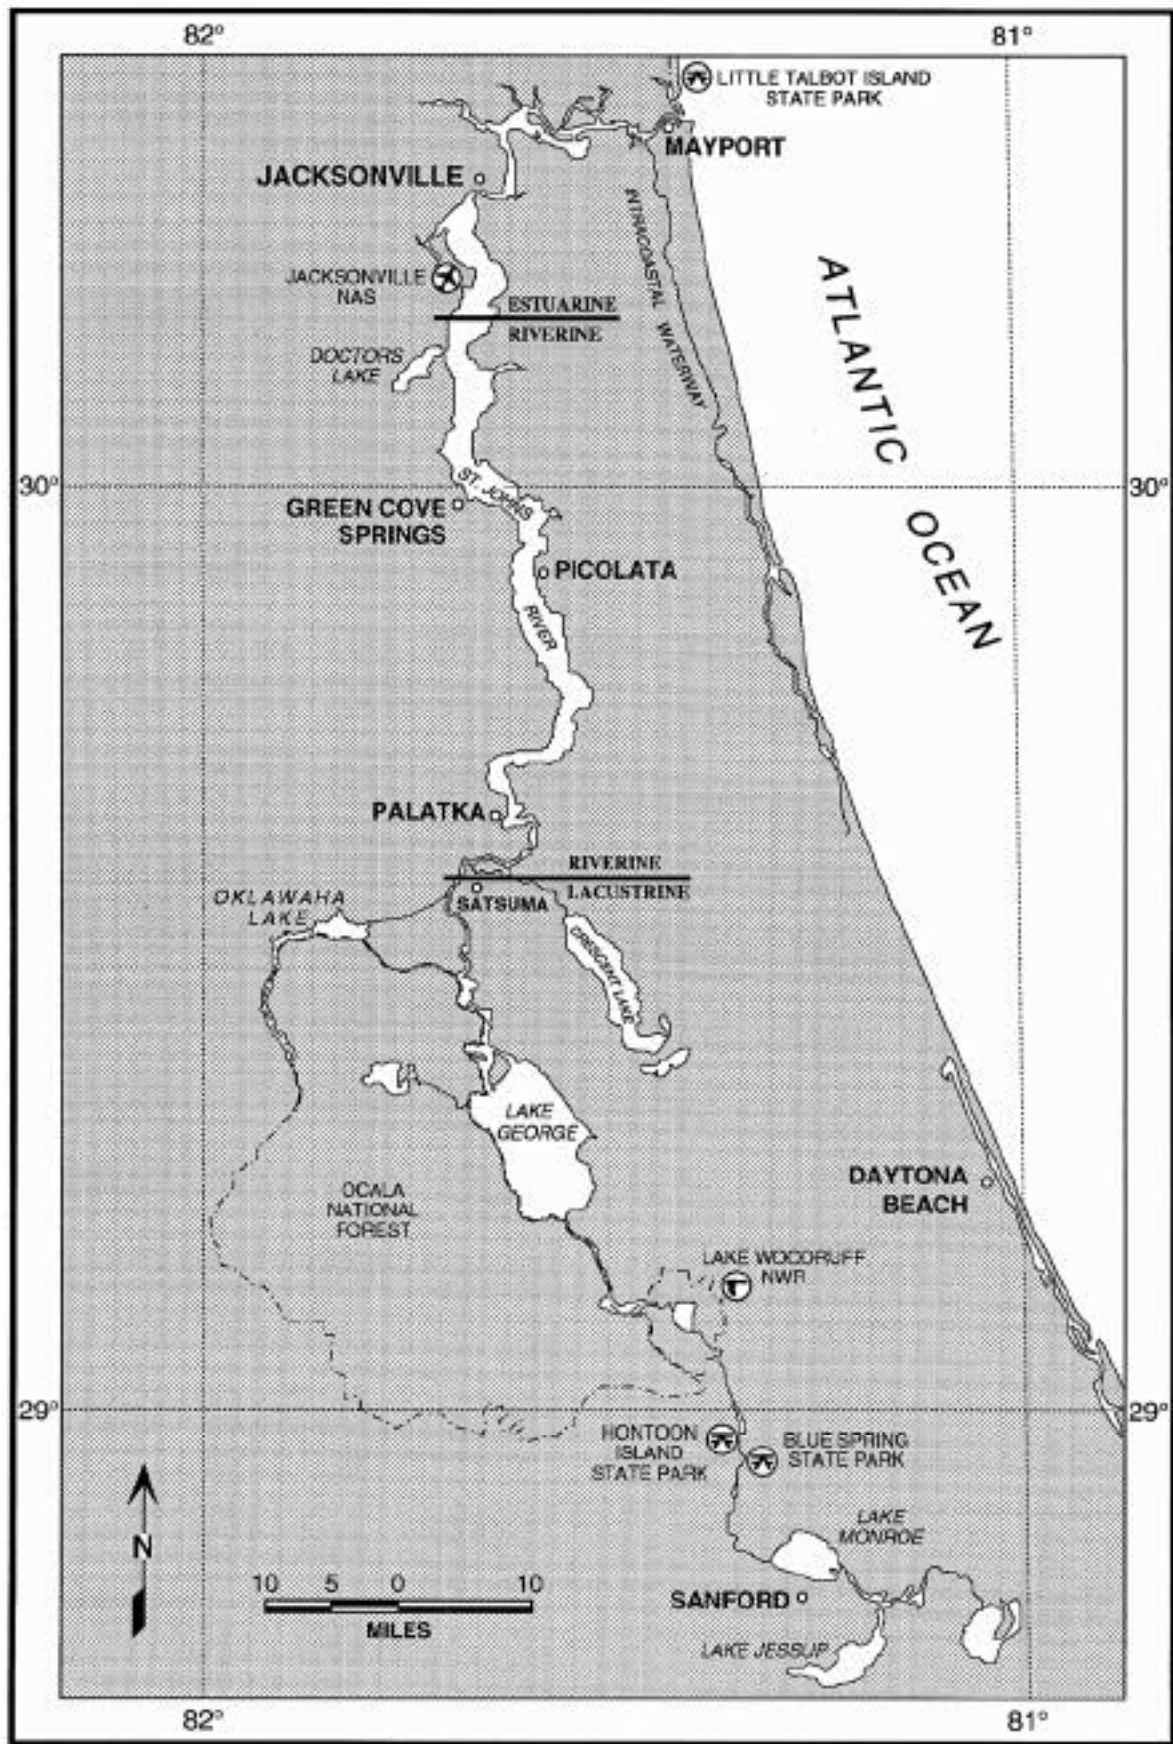 82°
81°
LITTLE TALBOT ISLAND
STATE PARK
MAYPORT
JACKSONVILLE
INTRACOASTAL WATERWAY
JACKSONVILLE
NAS
ESTUARINE
RIVERINE
DOCTORS
LAKE
ATLANTIC
OCEAN
30°
30°
ST. JOHNS
GREEN COVE
SPRINGS
PICOLATA
RIVER
PALATKA
RIVERINE
LACUSTRINE
OKLAWAHA
LAKE
SATSUMA
CRESCENT LAKE
LAKE
GEORGE
DAYTONA
BEACH
OCALA
NATIONAL
FOREST
LAKE WOODRUFF
NWR
29°
29°
HONTOON
ISLAND
STATE PARK
BLUE SPRING
STATE PARK
N
LAKE
MONROE
10 5 0 10
MILES
SANFORD
LAKE JESSUP
82°
81°